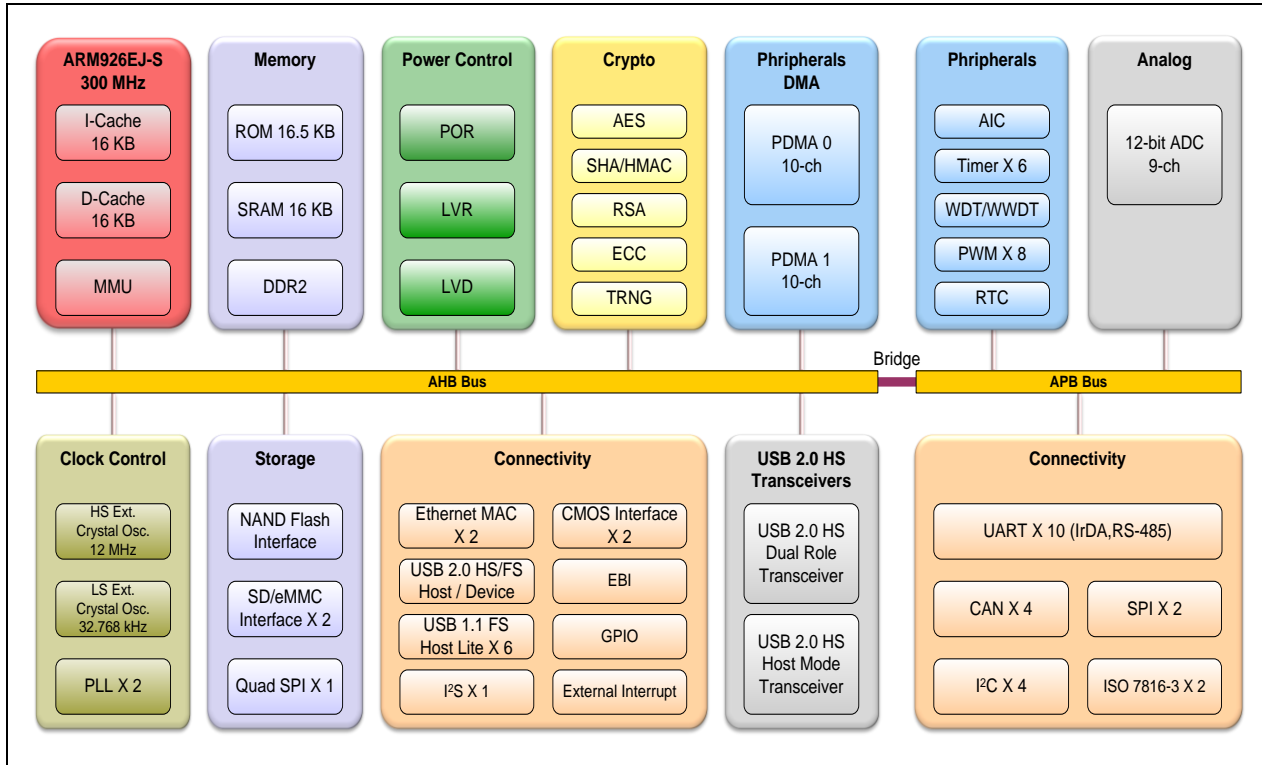 ARM926EJ-S
300 MHz
I-Cache
16 KB
D-Cache
16 KB
MMU
Memory
ROM 16.5 KB
SRAM 16 KB
DDR2
Power Control
POR
LVR
LVD
Crypto
AES
SHA/HMAC
RSA
ECC
TRNG
Phripherals
DMA
PDMA 0
10-ch
PDMA 1
10-ch
Phripherals
AIC
Timer X 6
WDT/WWDT
PWM X 8
RTC
Analog
12-bit ADC
9-ch
AHB Bus
Bridge
APB Bus
Clock Control
HS Ext.
Crystal Osc.
12 MHz
LS Ext.
Crystal Osc.
32.768 kHz
PLL X 2
Storage
NAND Flash
Interface
SD/eMMC
Interface X 2
Quad SPI X 1
Connectivity
Ethernet MAC
X 2
CMOS Interface
X 2
USB 2.0 HS/FS
Host / Device
EBI
USB 1.1 FS
Host Lite X 6
GPIO
I²S X 1
External Interrupt
USB 2.0 HS
Transceivers
USB 2.0 HS
Dual Role
Transceiver
USB 2.0 HS
Host Mode
Transceiver
Connectivity
UART X 10 (IrDA,RS-485)
CAN X 4
SPI X 2
I²C X 4
ISO 7816-3 X 2